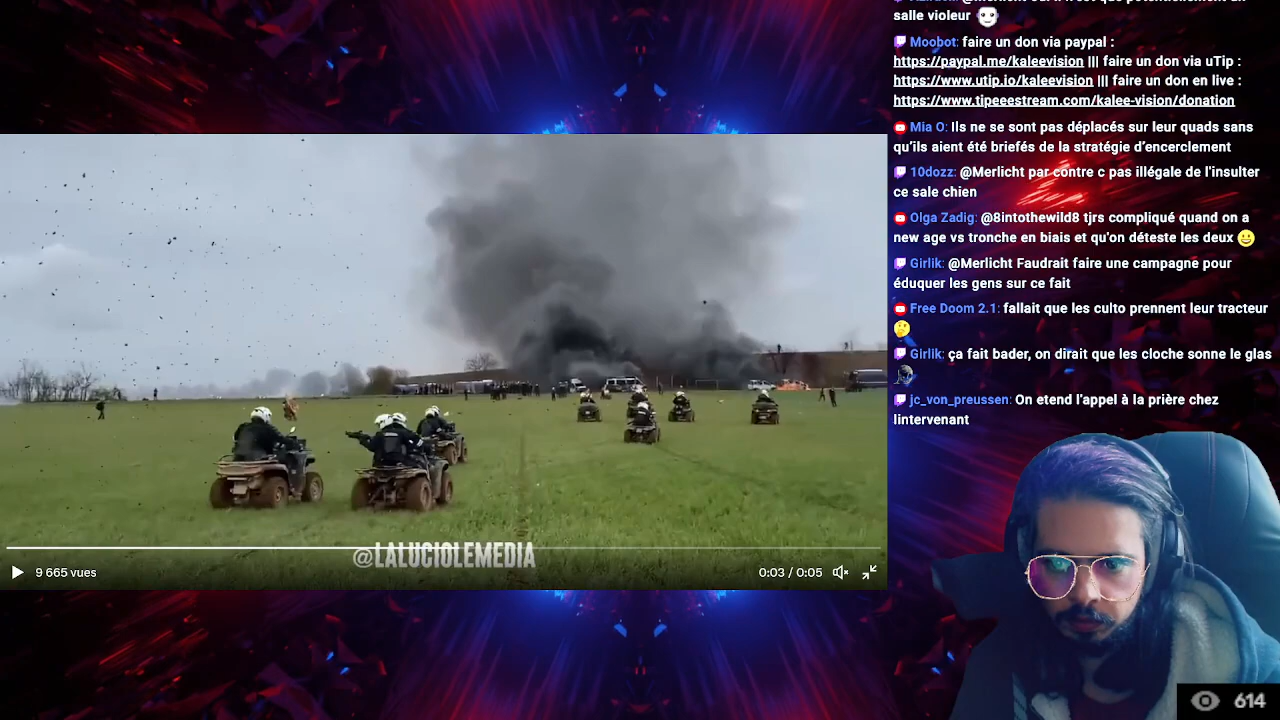 salle violeur
Moobot: faire un don via paypal :
https://paypal.me/kaleevision ||| faire un don via uTip :
https://www.utip.io/kaleevision ||| faire un don en live :
https://www.tipeeestream.com/kalee-vision/donation
Mia O: Ils ne se sont pas déplacés sur leur quads sans
qu'ils aient été briefés de la stratégie d'encerclement
10dozz: @Merlicht par contre c pas illégale de l'insulter
ce sale chien
Olga Zadig: @8intothewild8 tjrs compliqué quand on a
new age vs tronche en biais et qu'on déteste les deux
Girlik: @Merlicht Faudrait faire une campagne pour
éduquer les gens sur ce fait
Free Doom 2.1: fallait que les culto prennent leur tracteur
Girlik: ça fait bader, on dirait que les cloche sonne le glas
jc_von_preussen: On etend l'appel à la prière chez
lintervenant
@LALUCIOLEMEDIA
9 665 vues
0:03 / 0:05
614